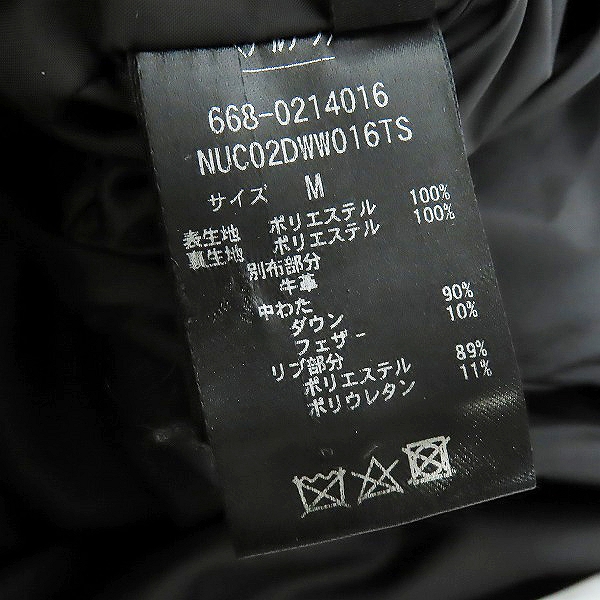 668-0214016
NUC02DWW016TS
サイズ M
表生地 ポリエステル 100%
裏生地 ポリエステル 100%
別布部分
牛革
中わた
ダウン 90%
フェザー 10%
リブ部分
ポリエステル 89%
ポリウレタン 11%